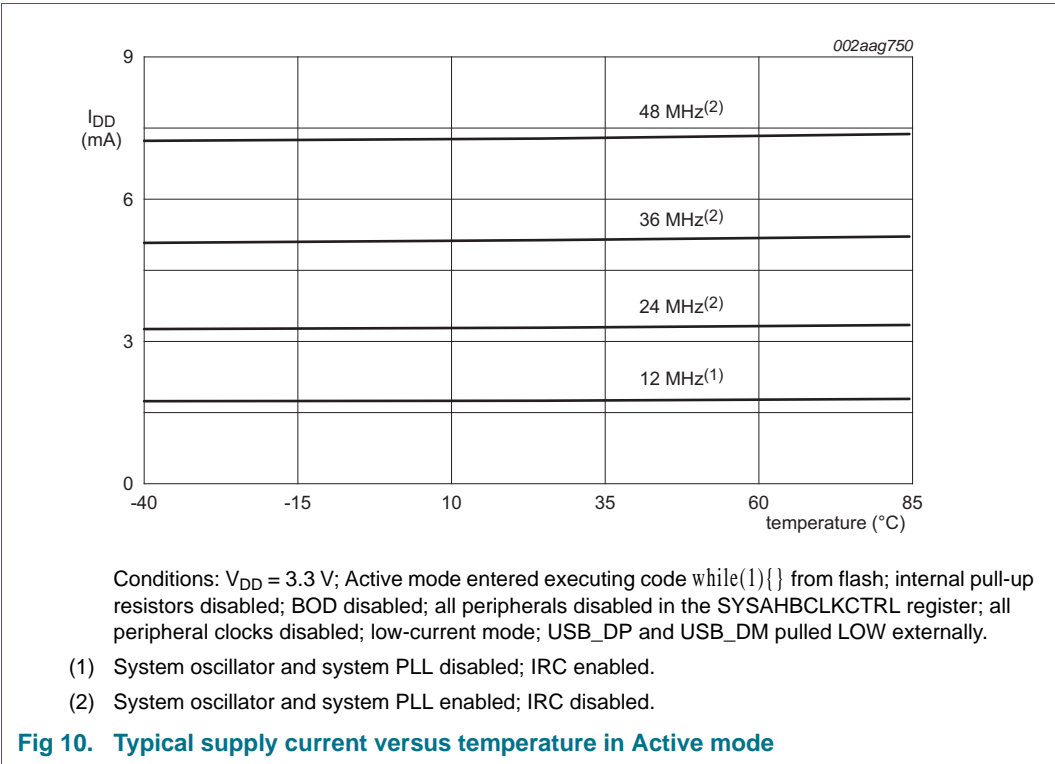 002aag750
9
I_DD
(mA)
48 MHz(2)
6
36 MHz(2)
24 MHz(2)
3
12 MHz(1)
0
-40 -15 10 35 60 85
temperature (°C)
Conditions: V_DD = 3.3 V; Active mode entered executing code while(1){} from flash; internal pull-up
resistors disabled; BOD disabled; all peripherals disabled in the SYSAHBCLKCTRL register; all
peripheral clocks disabled; low-current mode; USB_DP and USB_DM pulled LOW externally.
(1) System oscillator and system PLL disabled; IRC enabled.
(2) System oscillator and system PLL enabled; IRC disabled.
Fig 10. Typical supply current versus temperature in Active mode